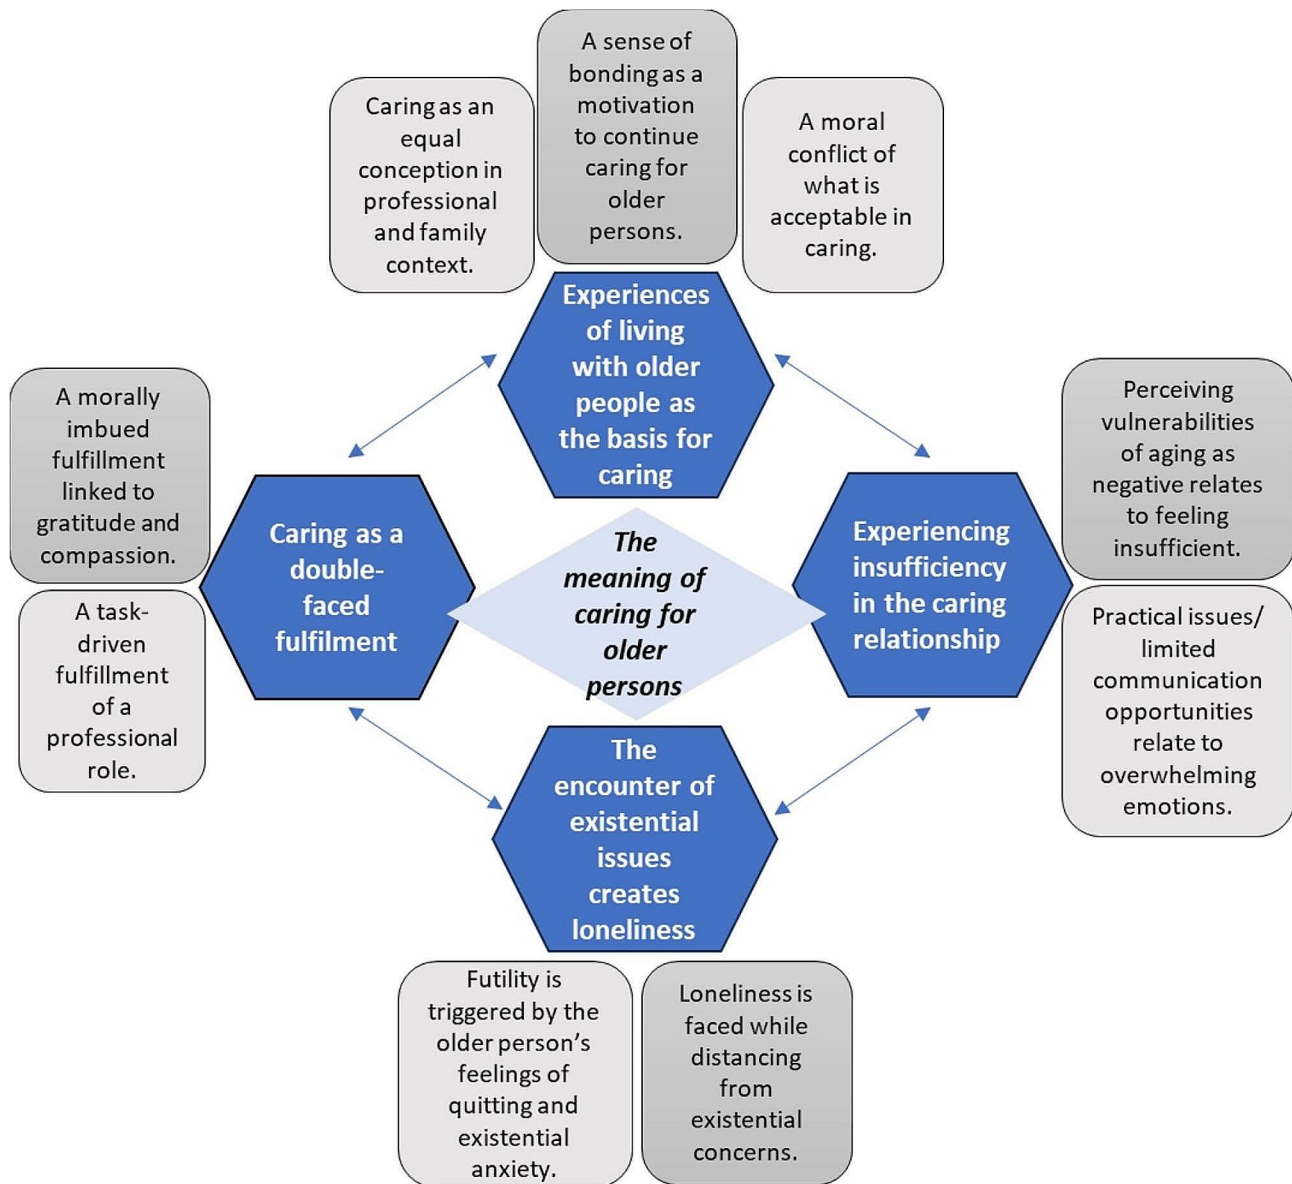 Caring as an
equal
conception in
professional
and family
context.
A sense of
bonding as a
motivation
to continue
caring for
older
persons.
A moral
conflict of
what is
acceptable in
caring.
Experiences
of living
with older
people as
the basis for
caring
A morally
imbued
fulfillment
linked to
gratitude and
compassion.
A task-
driven
fulfillment
of a
professional
role.
Caring as a
double-
faced
fulfilment
The
meaning of
caring for
older
persons
Experiencing
insufficiency
in the caring
relationship
Perceiving
vulnerabilities
of aging as
negative relates
to feeling
insufficient.
Practical issues/
limited
communication
opportunities
relate to
overwhelming
emotions.
The
encounter of
existential
issues
creates
loneliness
Futility is
triggered by the
older person’s
feelings of
quitting and
existential
anxiety.
Loneliness is
faced while
distancing
from
existential
concerns.